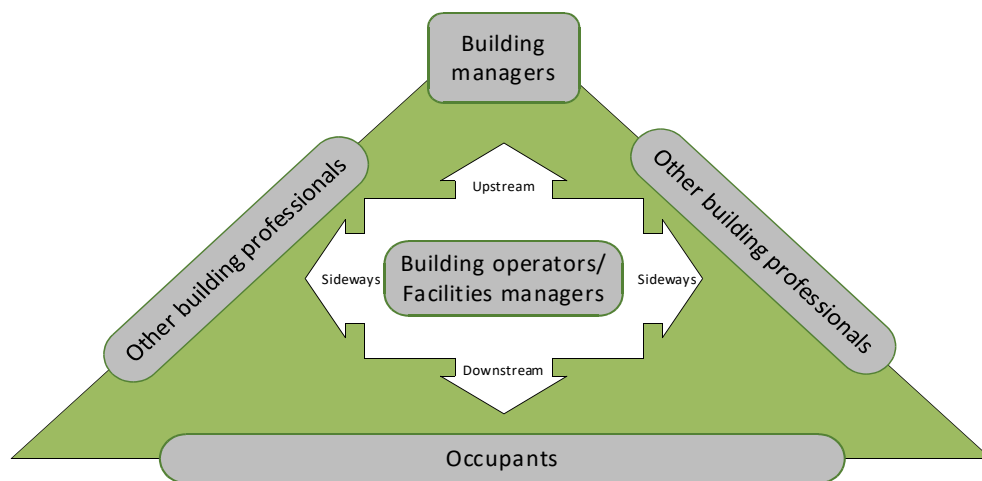 Building
managers
Other building professionals
Other building professionals
Upstream
Sideways
Building operators/
Facilities managers
Sideways
Downstream
Occupants